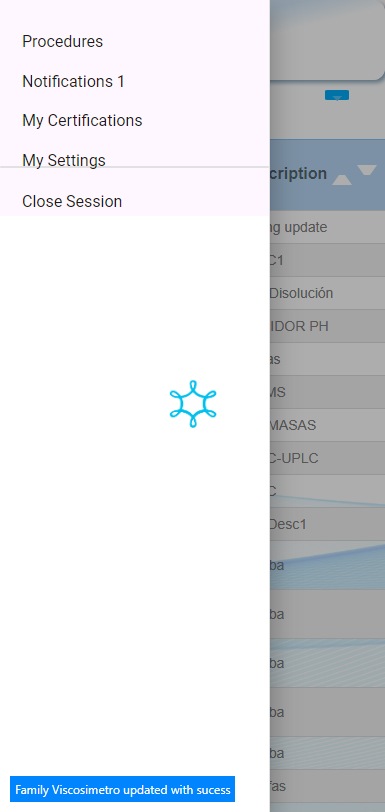 Procedures
Notifications 1
My Certifications
My Settings
Close Session
cription
ng update
C1
Disolución
IDOR PH
as
MS
MASAS
C-UPLC
C
Desc1
ba
ba
ba
ba
ba
fas
Family Viscosimetro updated with sucess